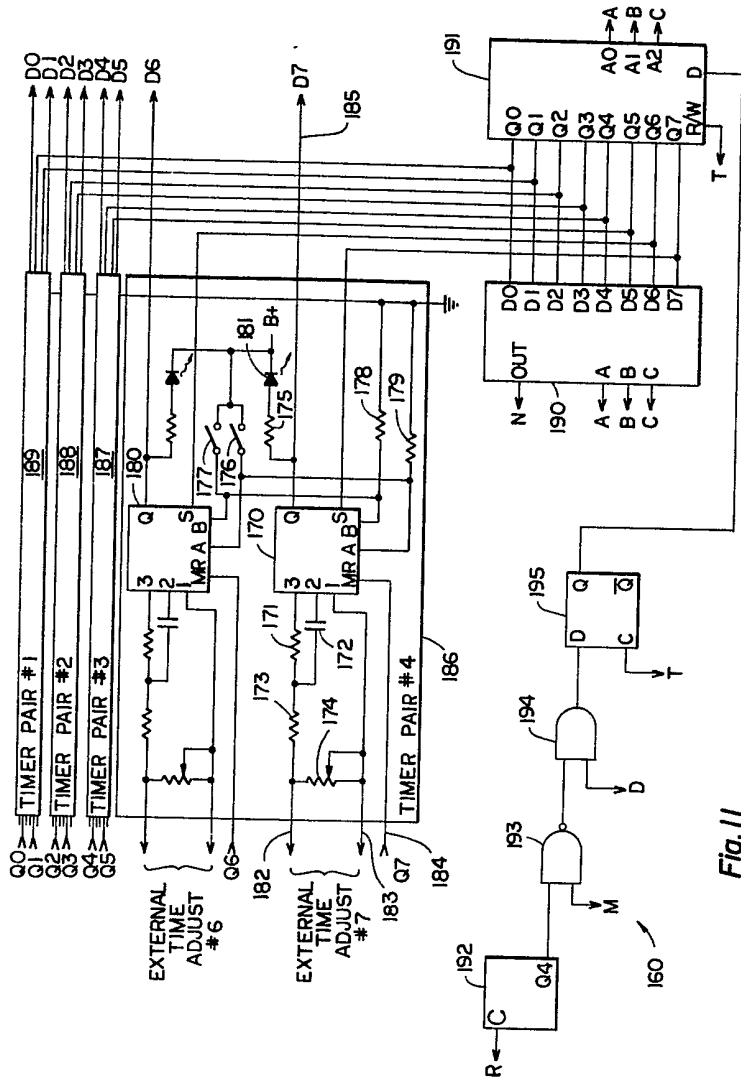 Q0
Q1
TIMER PAIR #1
189
D0
D1
Q2
Q3
TIMER PAIR #2
188
D2
D3
Q4
Q5
TIMER PAIR #3
187
D4
D5
D6
D7
185
EXTERNAL
TIME
ADJUST
#6
Q6
3
2
1
MR A B
Q
S
180
177
176
181
B+
175
178
179
EXTERNAL
TIME
ADJUST
#7
182
183
184
Q7
173
174
171
172
3
2
1
MR A B
Q
S
170
TIMER PAIR #4
186
N
OUT
190
A
B
C
A
B
C
D0
D1
D2
D3
D4
D5
D6
D7
191
Q0
Q1
Q2
Q3
Q4
Q5
Q6
Q7
R/W
T
A0
A1
A2
D
A
B
C
R
C
192
Q4
M
193
D
194
195
D
Q
C
Q̅
T
160
Fig. 11